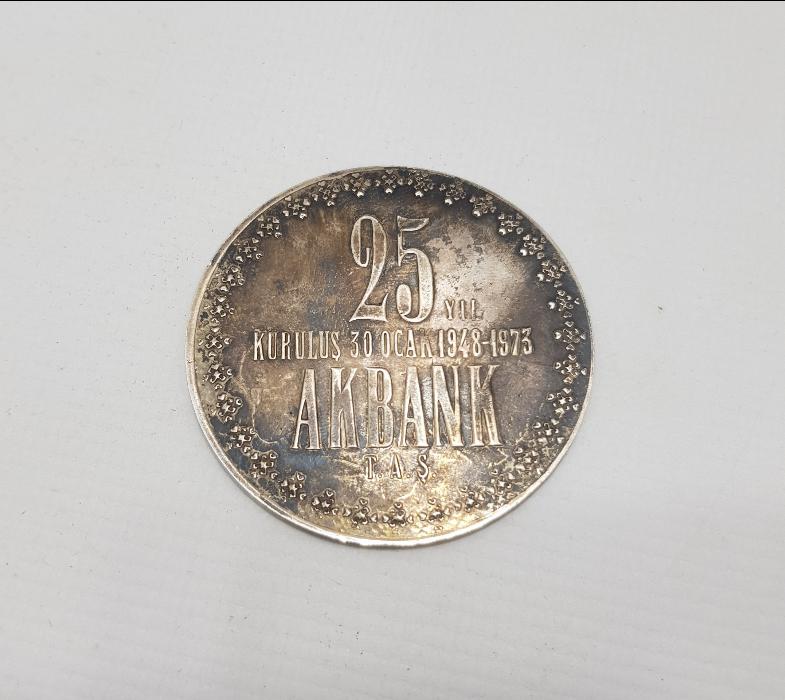 25 YIL
KURULUŞ 30 OCAK 1948-1973
AKBANK
T.A.Ş